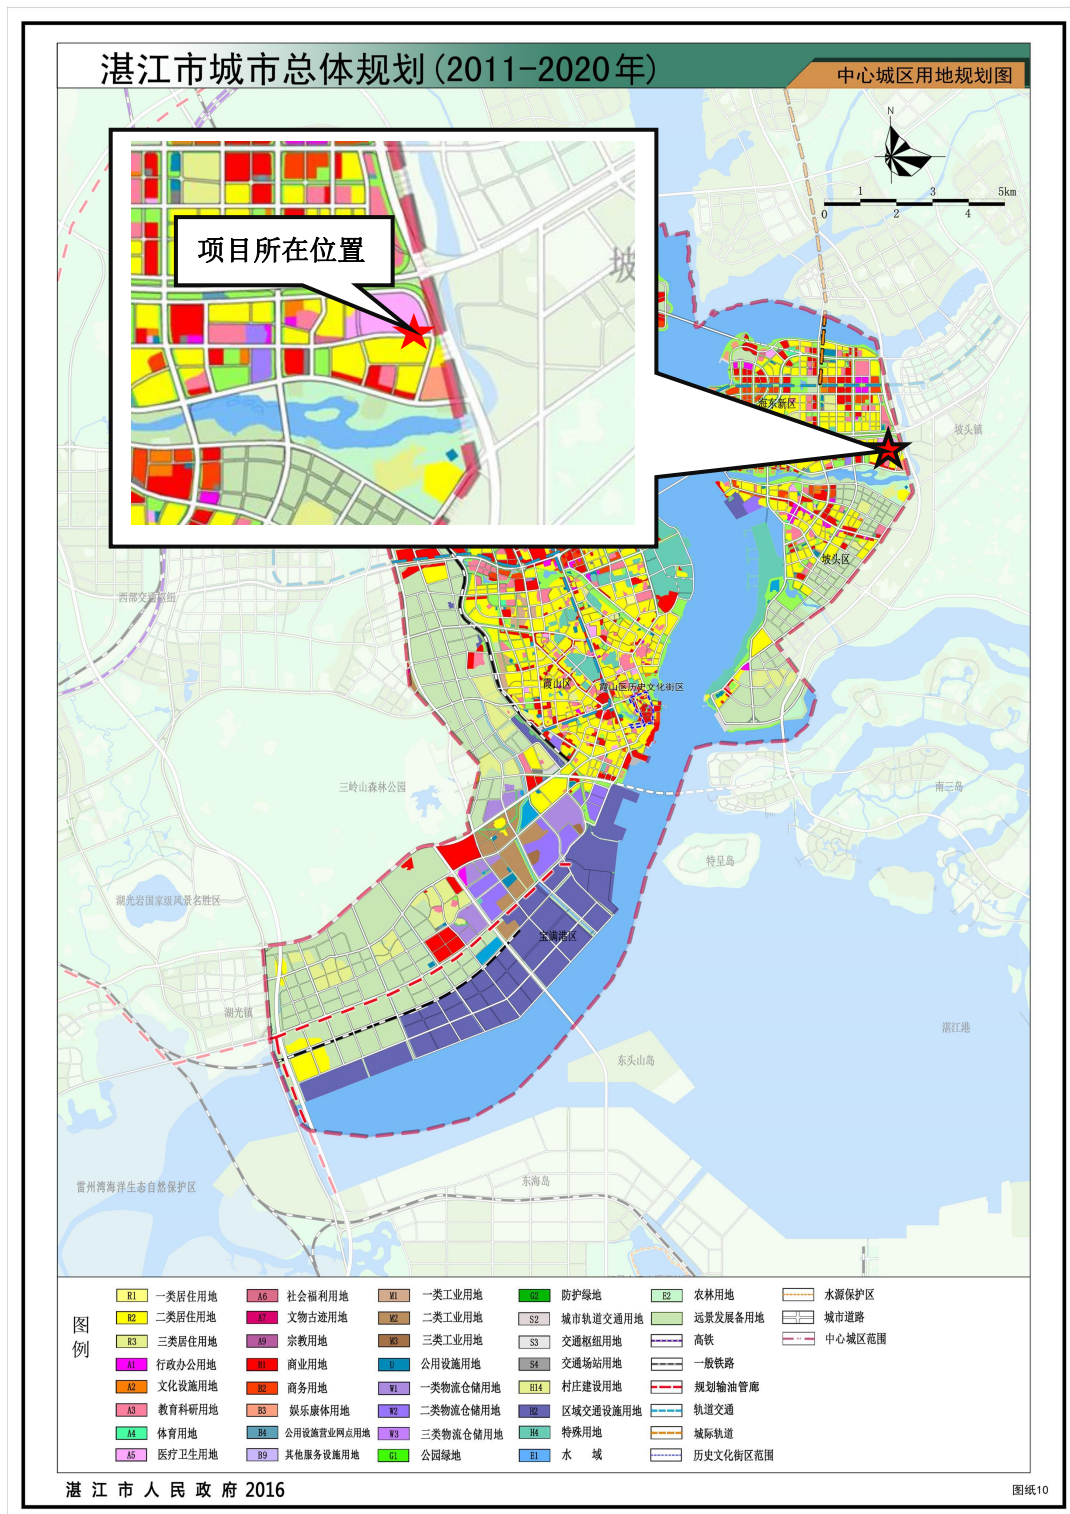 湛江市城市总体规划(2011-2020年)
中心城区用地规划图
N
1 3 5km
0 2 4
项目所在位置
坡
海东新区
坡头镇
坡头区
西部交通枢纽
霞山区
霞山区历史文化街区
三岭山森林公园
南三岛
特呈岛
湖光岩国家级风景名胜区
宝满港区
湖光镇
湛江港
东头山岛
东海岛
雷州湾海洋生态自然保护区
图例
R1 一类居住用地
R2 二类居住用地
R3 三类居住用地
A1 行政办公用地
A2 文化设施用地
A3 教育科研用地
A4 体育用地
A5 医疗卫生用地
A6 社会福利用地
A7 文物古迹用地
A9 宗教用地
B1 商业用地
B2 商务用地
B3 娱乐康体用地
B4 公用设施营业网点用地
B9 其他服务设施用地
M1 一类工业用地
M2 二类工业用地
M3 三类工业用地
U 公用设施用地
W1 一类物流仓储用地
W2 二类物流仓储用地
W3 三类物流仓储用地
G1 公园绿地
G2 防护绿地
S2 城市轨道交通用地
S3 交通枢纽用地
S4 交通场站用地
H14 村庄建设用地
H2 区域交通设施用地
H4 特殊用地
E1 水 域
E2 农林用地
远景发展备用地
高铁
一般铁路
规划输油管廊
轨道交通
城际轨道
历史文化街区范围
水源保护区
城市道路
中心城区范围
湛江市人民政府 2016
图纸10